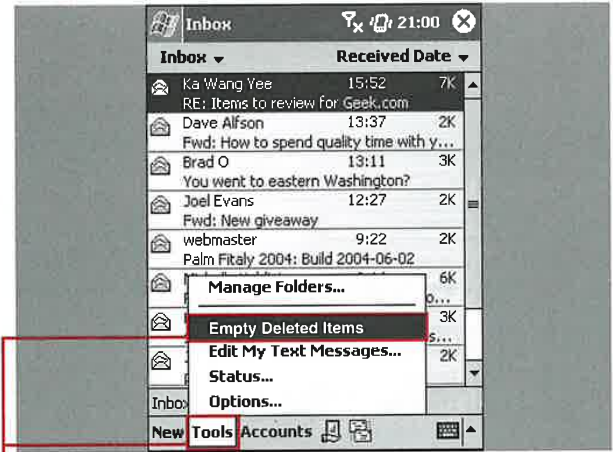 Inbox 21:00
Inbox Received Date
Ka Wang Yee 15:52 7K
RE: Items to review for Geek.com
Dave Alfson 13:37 2K
Fwd: How to spend quality time with y...
Brad O 13:11 3K
You went to eastern Washington?
Joel Evans 12:27 2K
Fwd: New giveaway
webmaster 9:22 2K
Palm Fitaly 2004: Build 2004-06-02
6K
Manage Folders...
3K
Empty Deleted Items
Edit My Text Messages... 2K
Status...
Options...
New Tools Accounts